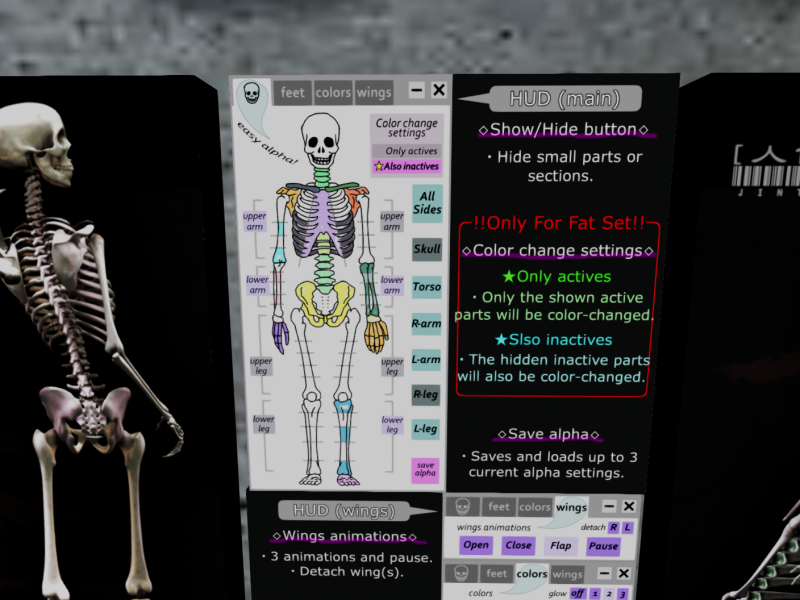 feet colors wings
easy alpha!
Color change
settings
Only actives
Also inactives
All
Sides
upper
arm
upper
arm
Skull
lower
arm
lower
arm
Torso
R-arm
L-arm
upper
leg
upper
leg
R-leg
lower
leg
lower
leg
L-leg
save
alpha
HUD (main)
◇Show/Hide button◇
・Hide small parts or
sections.
!!Only For Fat Set!!
◇Color change settings◇
★Only actives
・Only the shown active
parts will be color-changed.
★Slso inactives
・The hidden inactive parts
will also be color-changed.
◇Save alpha◇
・Saves and loads up to 3
current alpha settings.
HUD (wings)
◇Wings animations◇
・3 animations and pause.
・Detach wing(s).
feet colors wings
wings animations detach R L
Open Close Flap Pause
feet colors wings
colors glow off 1 2 3